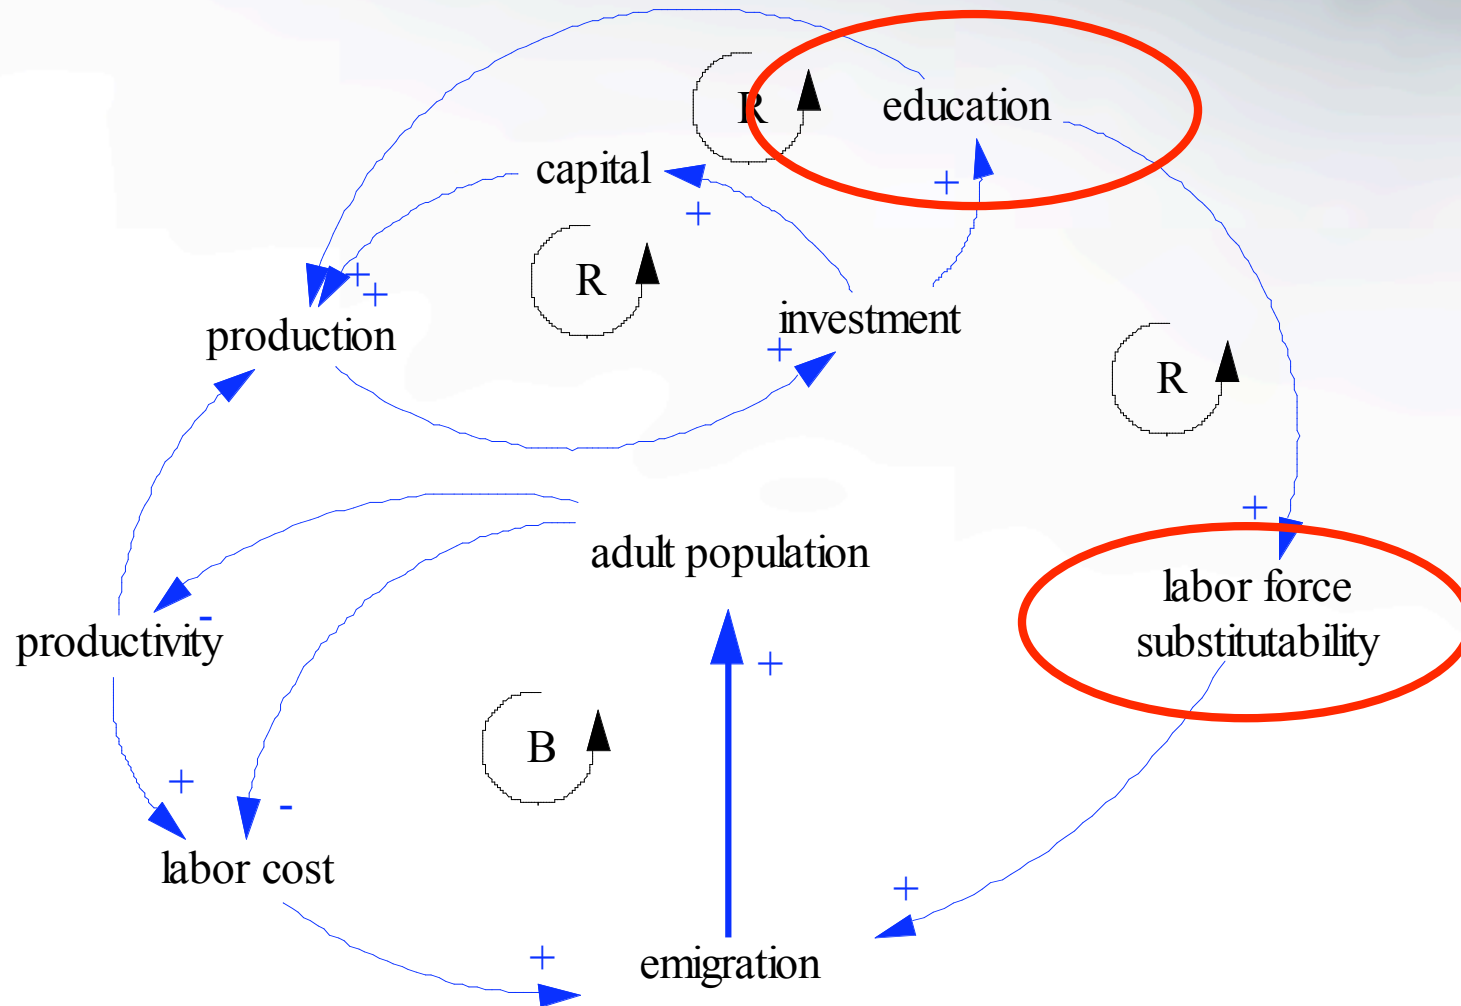 R
education
capital
+
+
R
+
+
investment
production
+
R
+
adult population
labor force
substitutability
-
productivity
+
B
+
-
labor cost
+
+
emigration